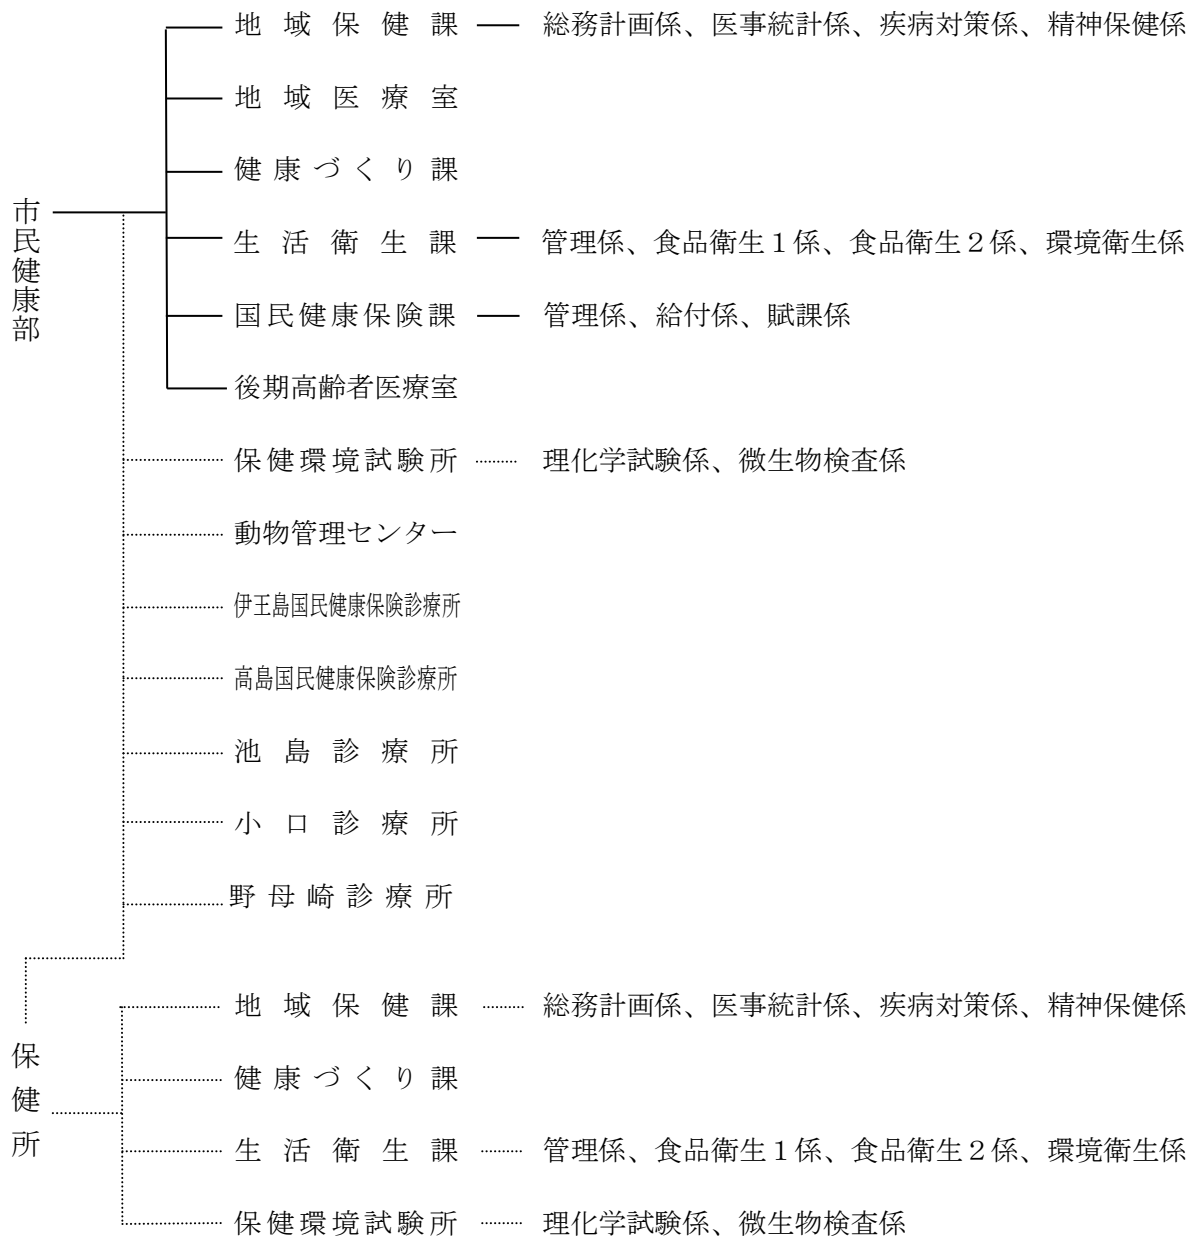 市民健康部
地域保健課 総務計画係、医事統計係、疾病対策係、精神保健係
地域医療室
健康づくり課
生活衛生課 管理係、食品衛生１係、食品衛生２係、環境衛生係
国民健康保険課 管理係、給付係、賦課係
後期高齢者医療室
保健環境試験所 理化学試験係、微生物検査係
動物管理センター
伊王島国民健康保険診療所
高島国民健康保険診療所
池島診療所
小口診療所
野母崎診療所
保健所
地域保健課 総務計画係、医事統計係、疾病対策係、精神保健係
健康づくり課
生活衛生課 管理係、食品衛生１係、食品衛生２係、環境衛生係
保健環境試験所 理化学試験係、微生物検査係